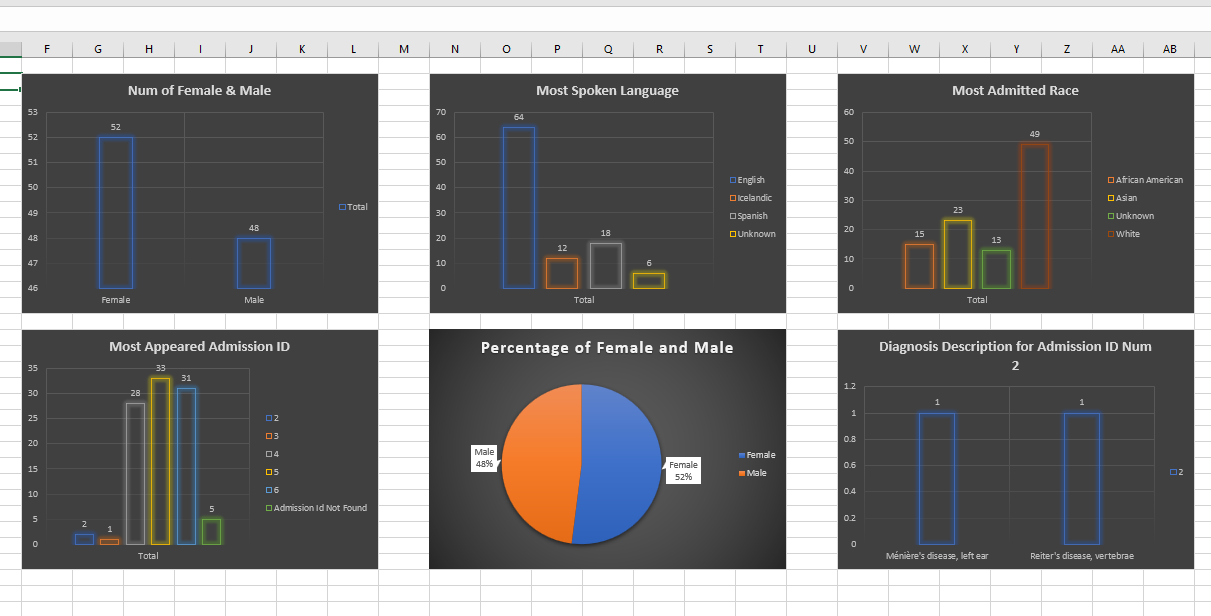 F G H I J K L M N O P Q R S T U V W X Y Z AA AB
Num of Female & Male
53
52
51
50
49
48
47
46
52
48
Female Male
Total
Most Spoken Language
70
60
50
40
30
20
10
0
64
12
18
6
Total
English
Icelandic
Spanish
Unknown
Most Admitted Race
60
50
40
30
20
10
0
15
23
13
49
Total
African American
Asian
Unknown
White
Most Appeared Admission ID
35
30
25
20
15
10
5
0
2
1
28
33
31
5
Total
2
3
4
5
6
Admission Id Not Found
Percentage of Female and Male
Male
48%
Female
52%
Female
Male
Diagnosis Description for Admission ID Num
2
1.2
1
0.8
0.6
0.4
0.2
0
1
1
Ménière's disease, left ear Reiter's disease, vertebrae
2